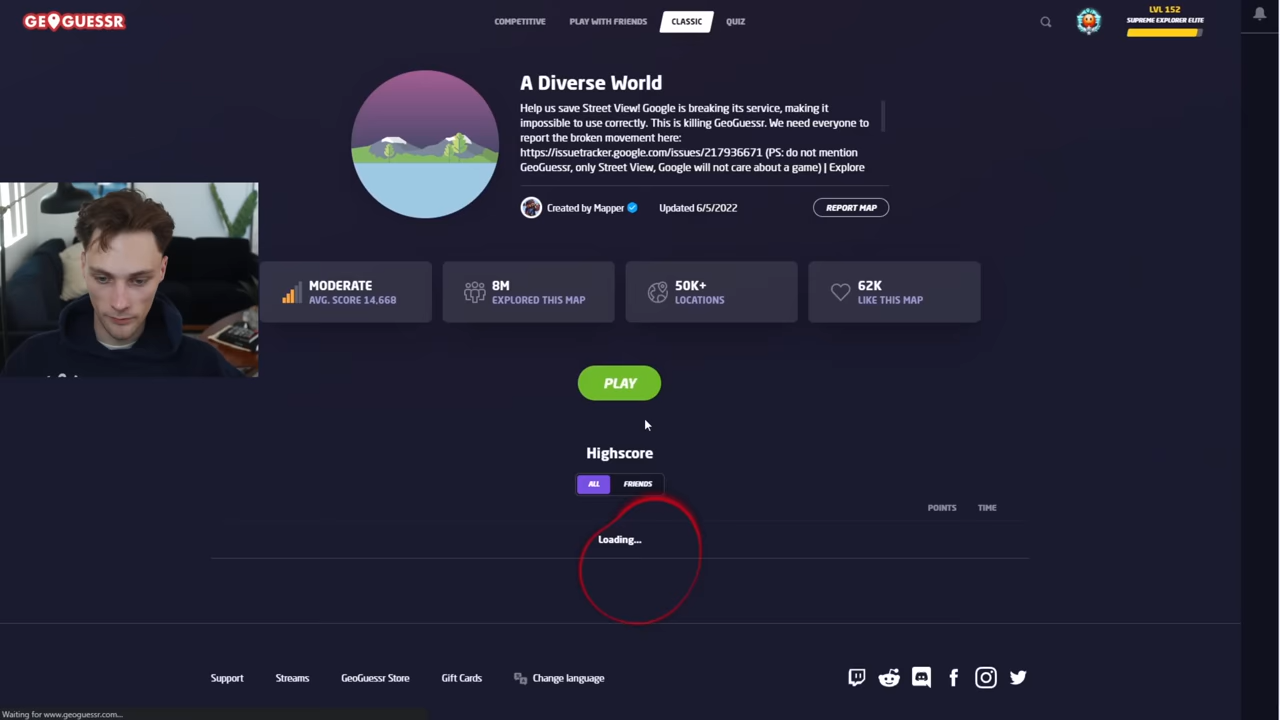 GEOGUESSR
COMPETITIVE
PLAY WITH FRIENDS
CLASSIC
QUIZ
LVL 152
SUPREME EXPLORER ELITE
A Diverse World
Help us save Street View! Google is breaking its service, making it
impossible to use correctly. This is killing GeoGuessr. We need everyone to
report the broken movement here:
https://issuetracker.google.com/issues/217936671 (PS: do not mention
GeoGuessr, only Street View, Google will not care about a game) | Explore
Created by Mapper
Updated 6/5/2022
REPORT MAP
MODERATE
AVG. SCORE 14,668
8M
EXPLORED THIS MAP
50K+
LOCATIONS
62K
LIKE THIS MAP
PLAY
Highscore
ALL
FRIENDS
POINTS
TIME
Loading...
Support
Streams
GeoGuessr Store
Gift Cards
Change language
Waiting for www.geoguessr.com...